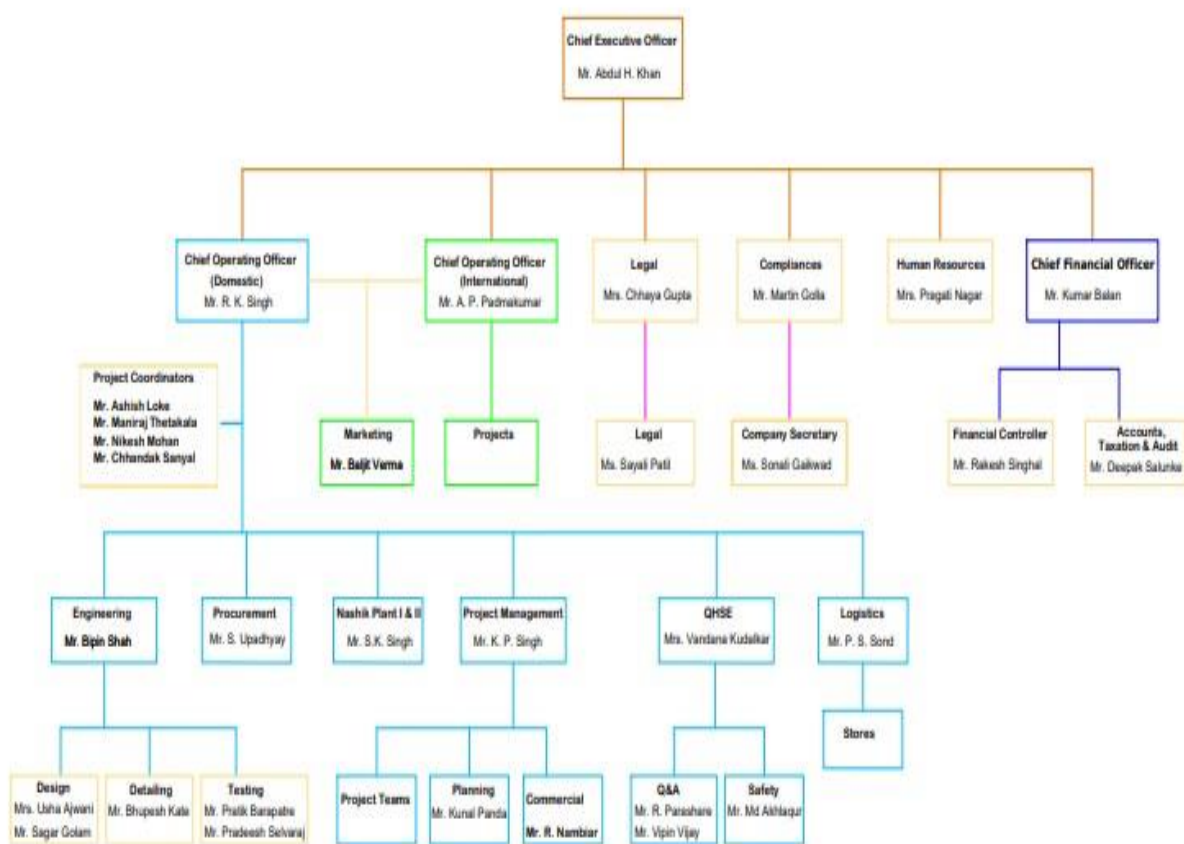 Chief Executive Officer
Mr. Abdul H. Khan
Chief Operating Officer
(Domestic)
Mr. R. K. Singh
Chief Operating Officer
(International)
Mr. A. P. Padmakumar
Legal
Mrs. Chhaya Gupta
Compliances
Mr. Martin Golla
Human Resources
Mrs. Pragati Nagar
Chief Financial Officer
Mr. Kumar Balan
Project Coordinators
Mr. Ashish Loke
Mr. Maniraj Thetakala
Mr. Nikesh Mohan
Mr. Chhandak Sanyal
Marketing
Mr. Baljit Verma
Projects
Legal
Ms. Sayali Patil
Company Secretary
Ms. Sonali Gaikwad
Financial Controller
Mr. Rakesh Singhal
Accounts,
Taxation & Audit
Mr. Deepak Salunke
Engineering
Mr. Bipin Shah
Procurement
Mr. S. Upadhyay
Nashik Plant I & II
Mr. S.K. Singh
Project Management
Mr. K. P. Singh
QHSE
Mrs. Vandana Kudalkar
Logistics
Mr. P. S. Sond
Stores
Design
Mrs. Usha Ajwani
Mr. Sagar Golam
Detailing
Mr. Bhupesh Kate
Testing
Mr. Pratik Barapatre
Mr. Pradeesh Selvaraj
Project Teams
Planning
Mr. Kunal Panda
Commercial
Mr. R. Nambiar
Q&A
Mr. R. Parashare
Mr. Vipin Vijay
Safety
Mr. Md Akhlaqur